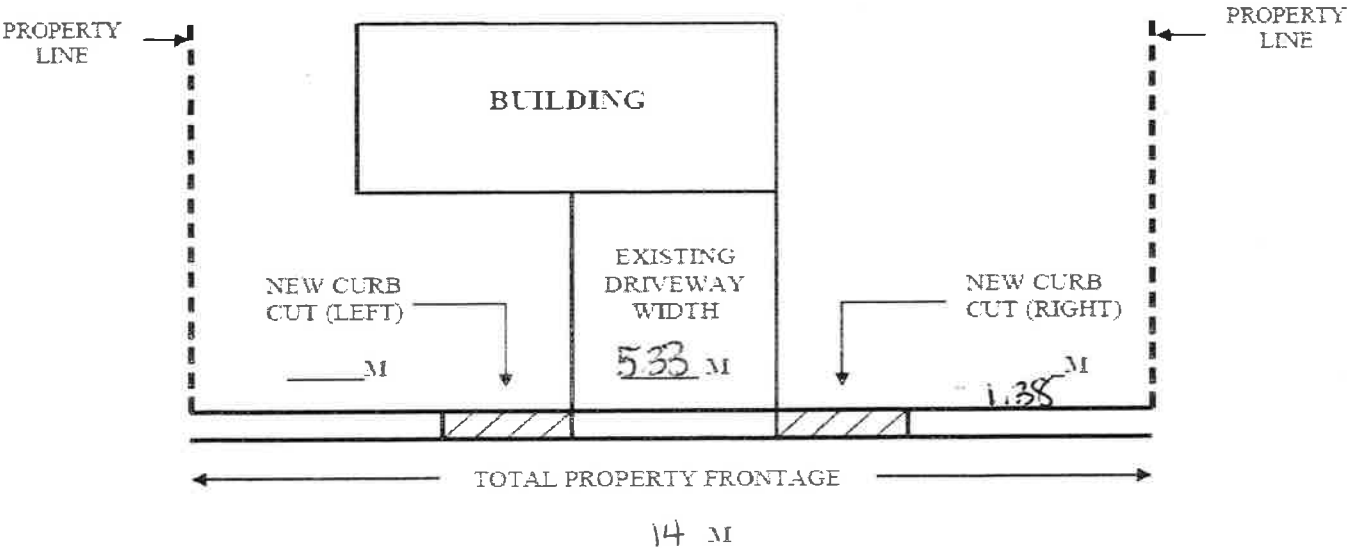 PROPERTY
LINE
PROPERTY
LINE
BUILDING
NEW CURB
CUT (LEFT)
M
EXISTING
DRIVEWAY
WIDTH
5.33 M
NEW CURB
CUT (RIGHT)
1.38 M
TOTAL PROPERTY FRONTAGE
14 M